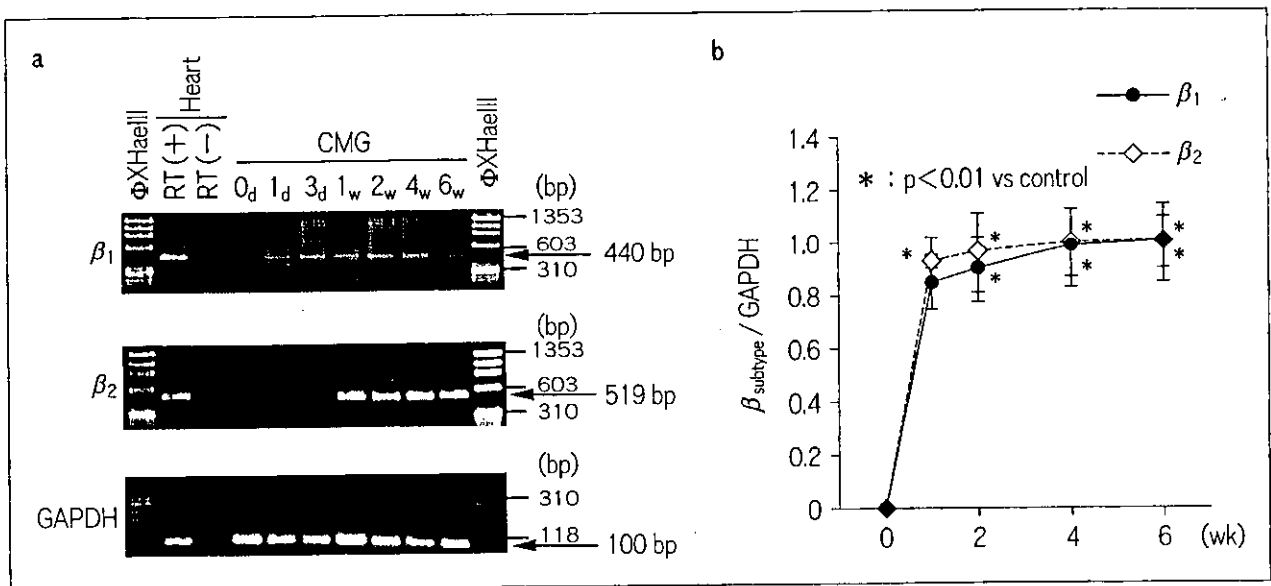 a
ΦXHaeIII
Heart
RT(+)
RT(−)
CMG
0d 1d 3d 1w 2w 4w 6w
ΦXHaeIII
(bp)
1353
603
310
β1
440 bp
(bp)
1353
603
310
β2
519 bp
(bp)
310
118
GAPDH
100 bp
b
β1
β2
* : p<0.01 vs control
1.4
1.2
1.0
0.8
0.6
0.4
0.2
0
βsubtype / GAPDH
* * * * * * *
0 2 4 6 (wk)